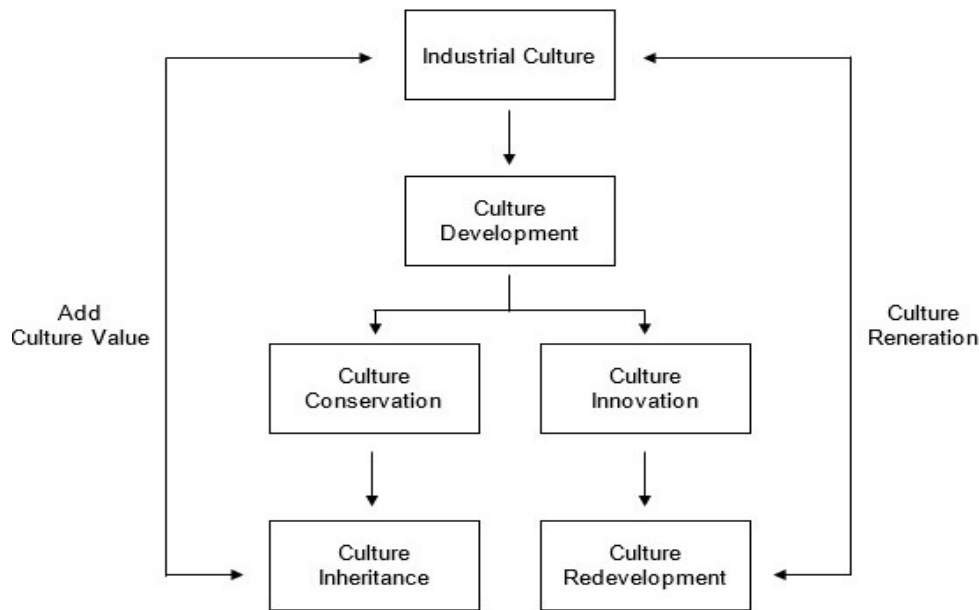 Industrial Culture
Culture
Development
Add
Culture Value
Culture
Reneration
Culture
Conservation
Culture
Innovation
Culture
Inheritance
Culture
Redevelopment